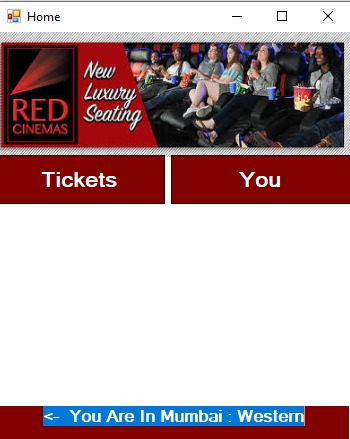 Home
New
Luxury
Seating
RED
CINEMAS
Tickets
You
<- You Are In Mumbai : Western